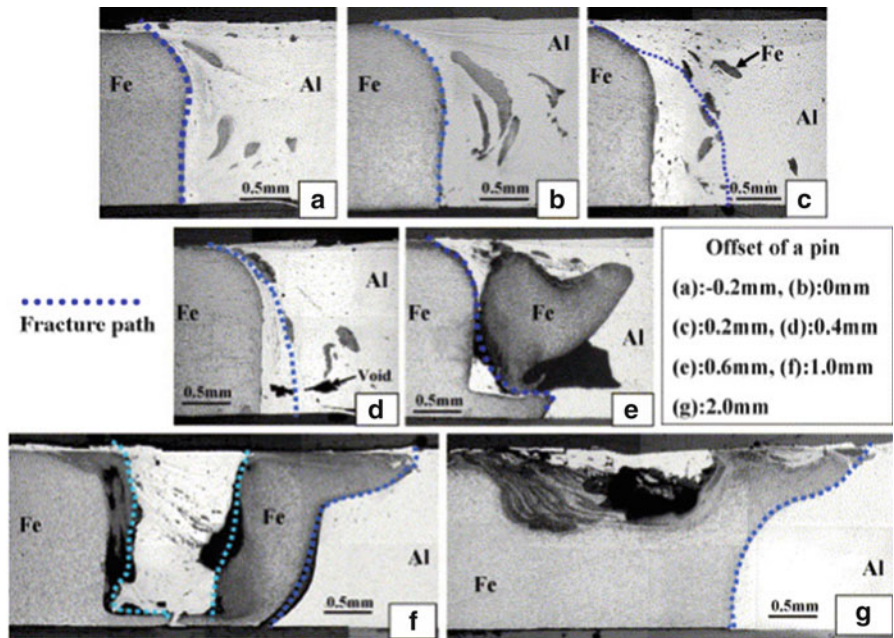 Fe
Al
0.5mm
a
Fe
Al
0.5mm
b
Fe
Fe
Al
0.5mm
c
Fracture path
Fe
Al
Void
0.5mm
d
Fe
Fe
Al
0.5mm
e
Offset of a pin
(a):-0.2mm, (b):0mm
(c):0.2mm, (d):0.4mm
(e):0.6mm, (f):1.0mm
(g):2.0mm
Fe
Fe
Al
0.5mm
f
Fe
Al
0.5mm
g